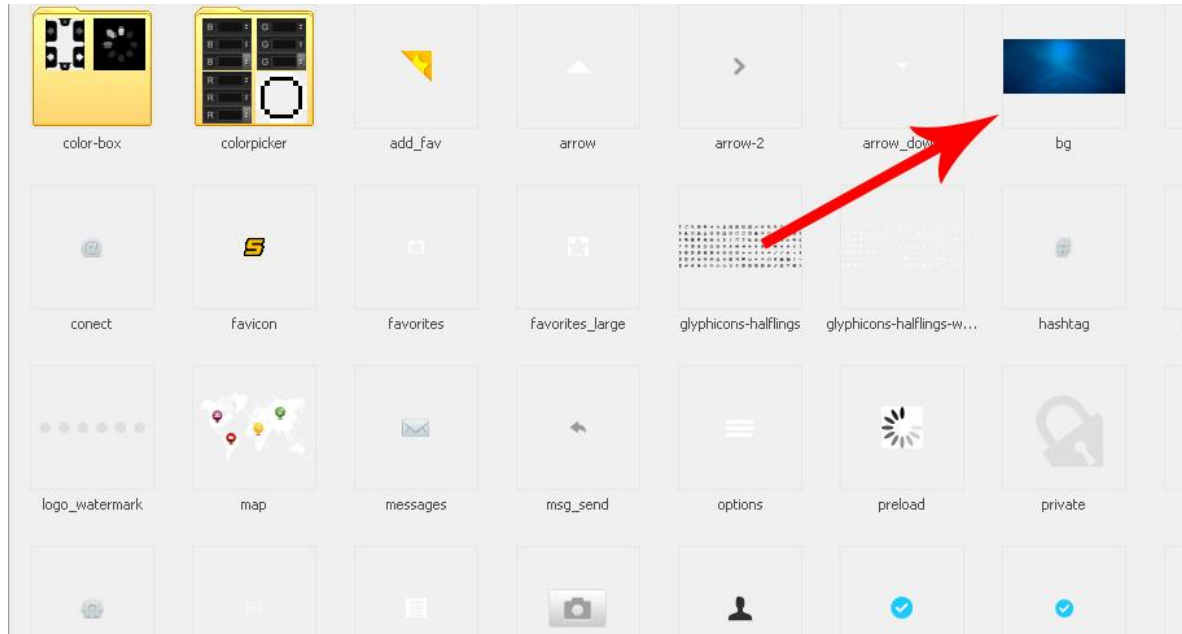 color-box
colorpicker
add_fav
arrow
arrow-2
arrow_dow
bg
conect
favicon
favorites
favorites_large
glyphicons-halflings
glyphicons-halflings-w...
hashtag
logo_watermark
map
messages
msg_send
options
preload
private